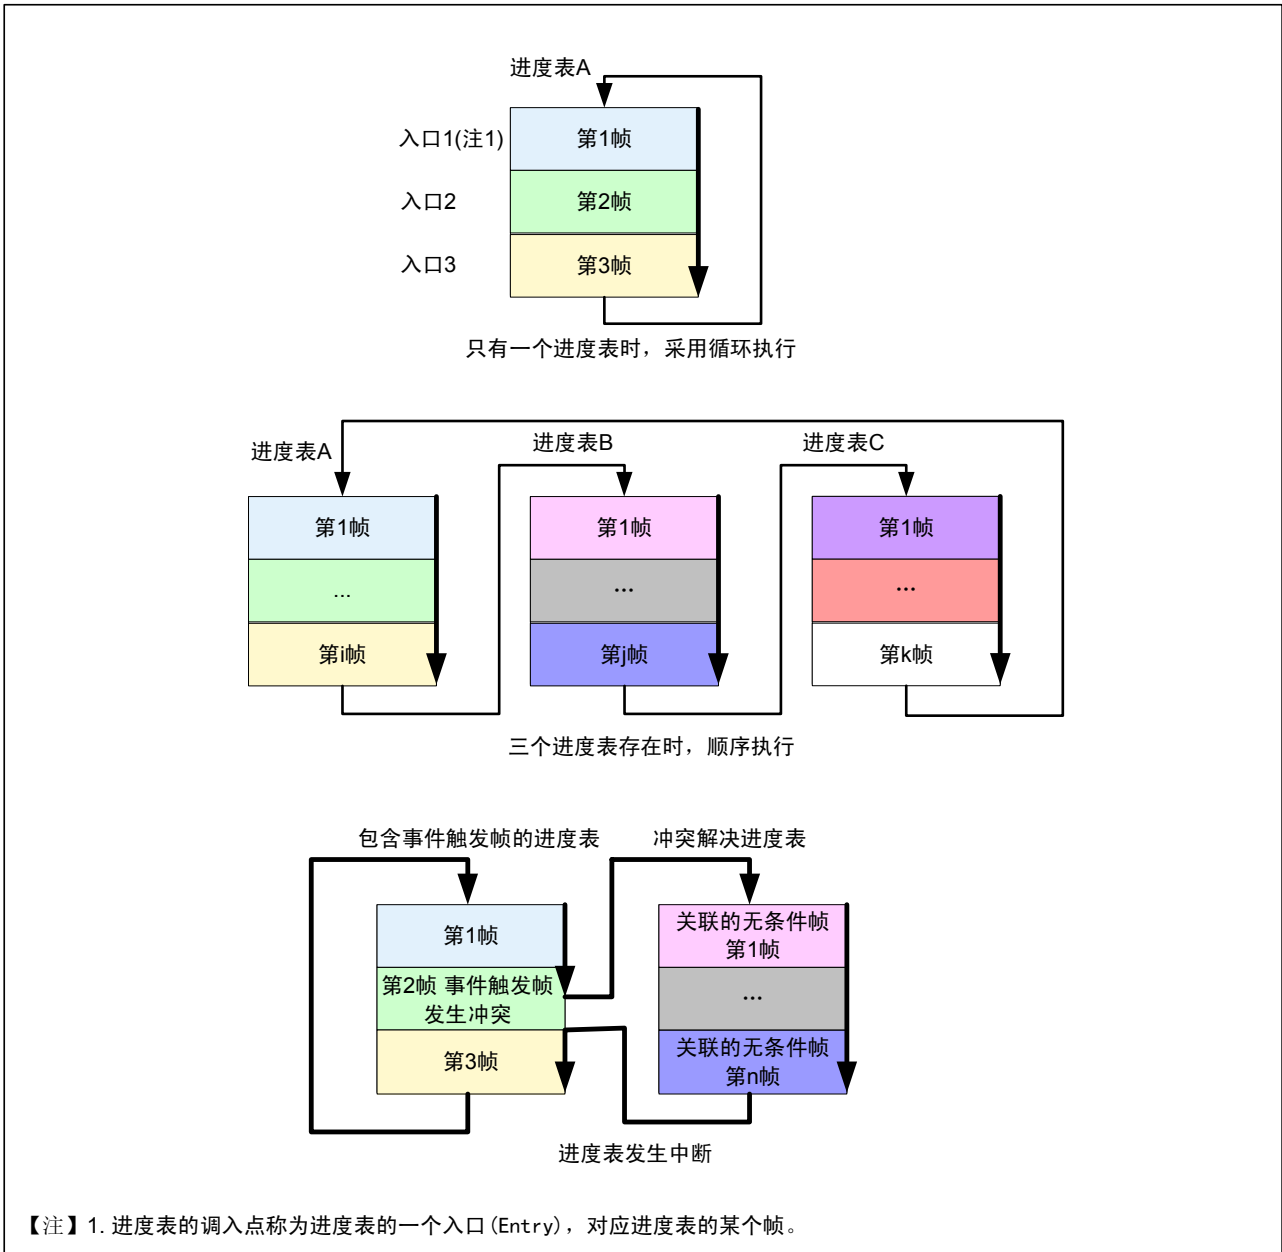 进度表A
入口1(注1)
第1帧
入口2
第2帧
入口3
第3帧
只有一个进度表时，采用循环执行
进度表A
进度表B
进度表C
第1帧
第1帧
第1帧
...
...
...
第i帧
第j帧
第k帧
三个进度表存在时，顺序执行
包含事件触发帧的进度表
冲突解决进度表
第1帧
关联的无条件帧
第1帧
第2帧 事件触发帧
发生冲突
...
第3帧
关联的无条件帧
第n帧
进度表发生中断
【注】1. 进度表的调入点称为进度表的一个入口(Entry)，对应进度表的某个帧。